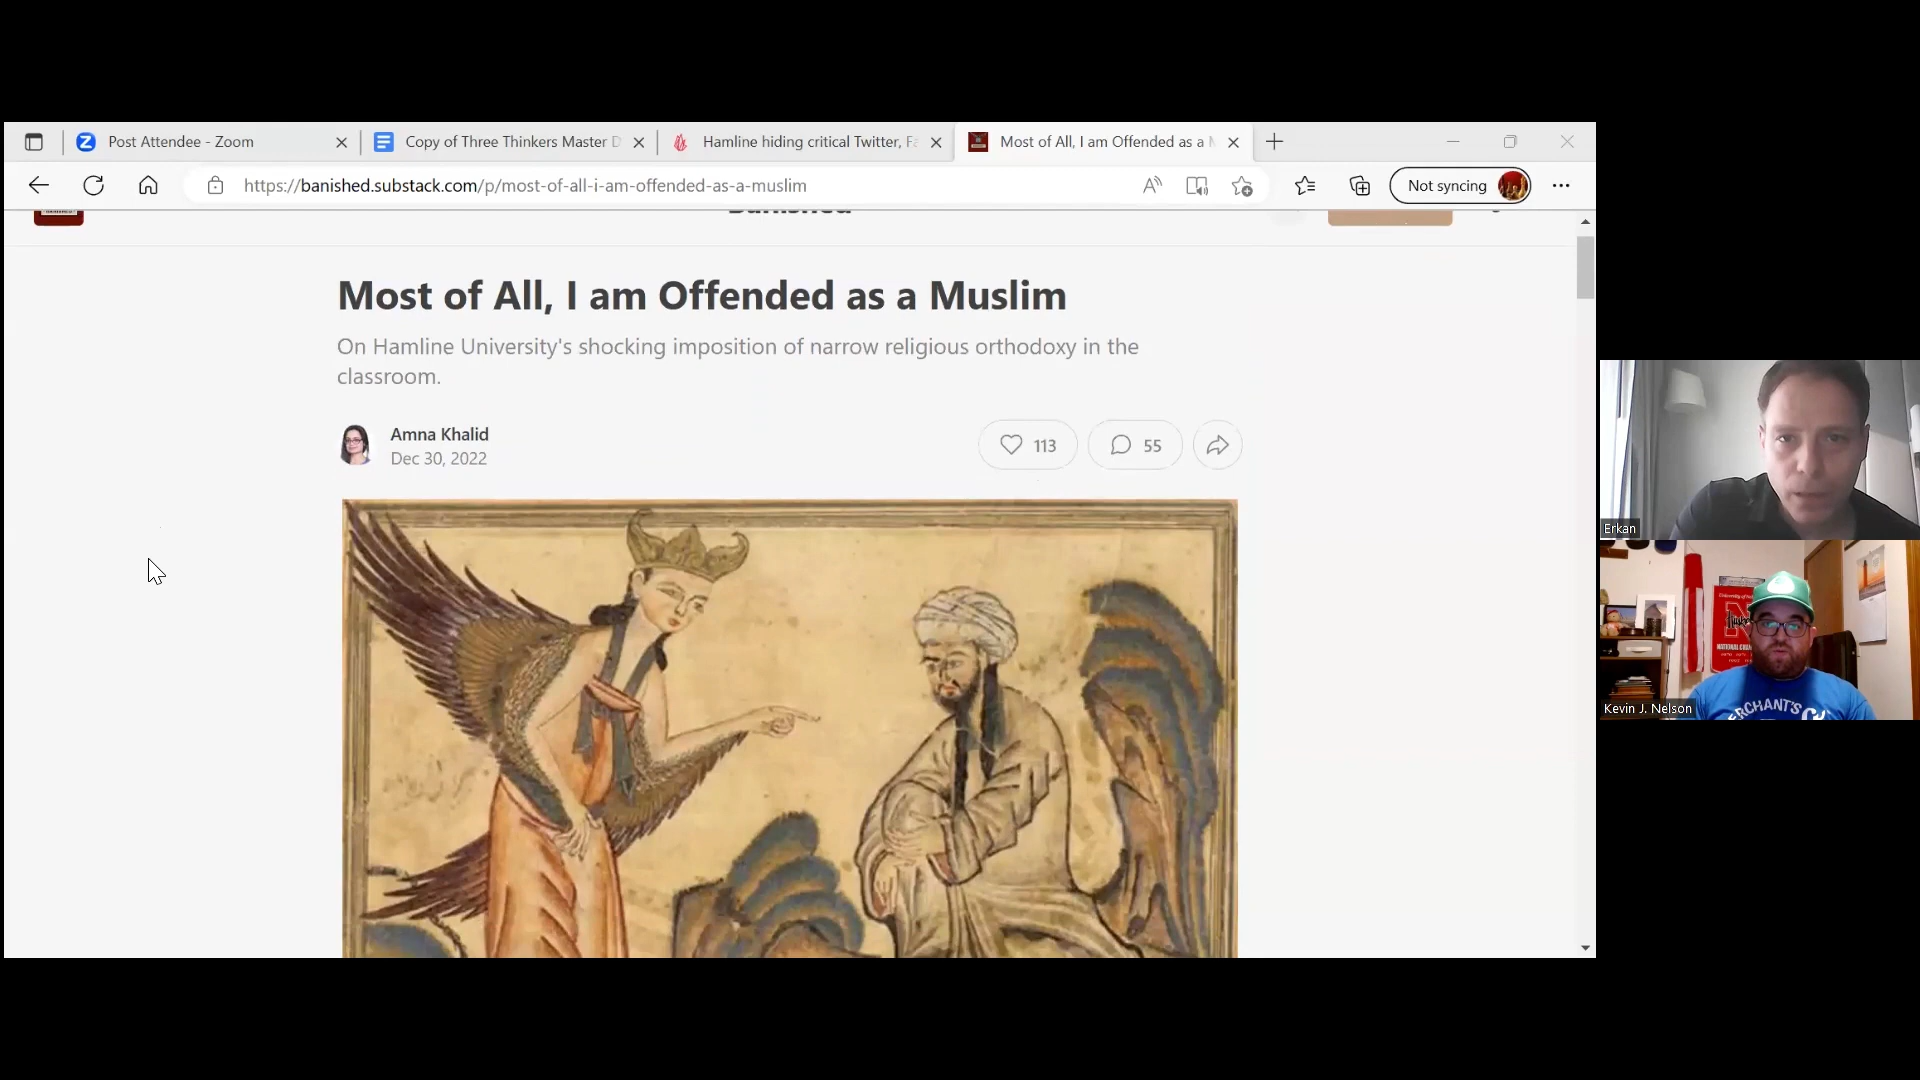 Post Attendee - Zoom
Copy of Three Thinkers Master D
Hamline hiding critical Twitter, Fa
Most of All, I am Offended as a M
https://banished.substack.com/p/most-of-all-i-am-offended-as-a-muslim
Not syncing
Banished
Most of All, I am Offended as a Muslim
On Hamline University's shocking imposition of narrow religious orthodoxy in the
classroom.
Amna Khalid
Dec 30, 2022
113
55
Erkan
Kevin J. Nelson
N
ERCHANT'S